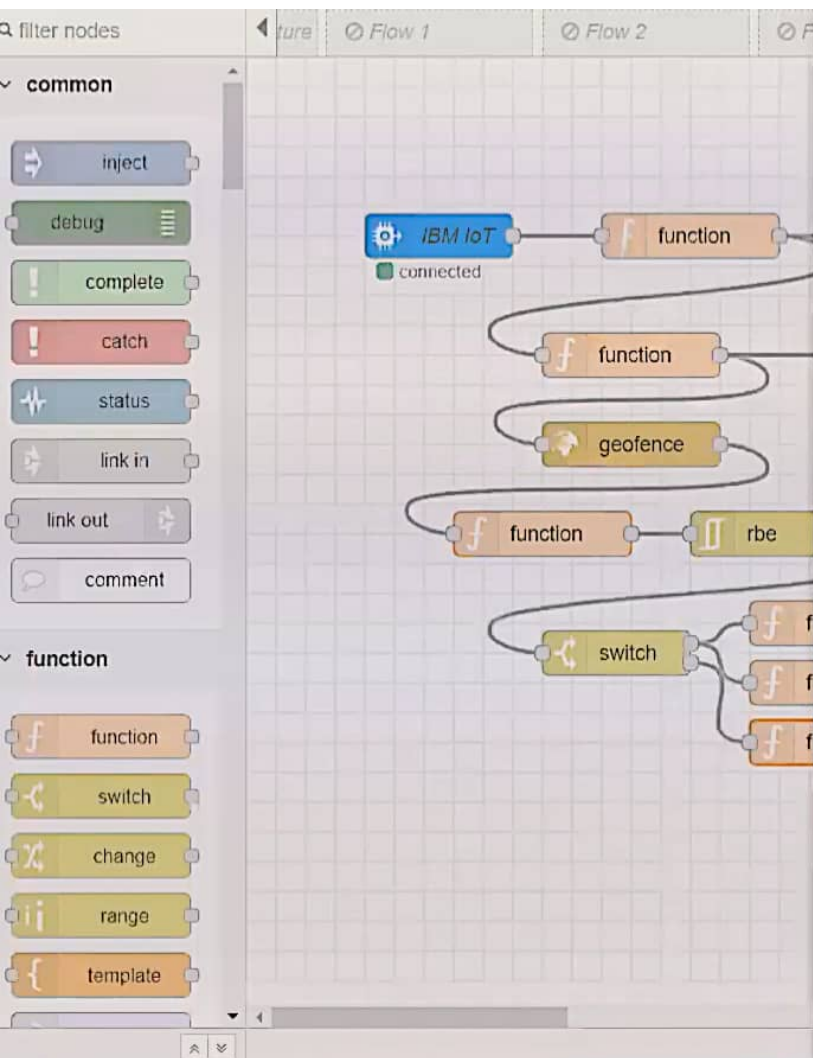 filter nodes
ture
Flow 1
Flow 2
F
common
inject
debug
complete
catch
status
link in
link out
comment
function
function
switch
change
range
template
IBM IoT
connected
function
function
geofence
function
rbe
switch
f
f
f